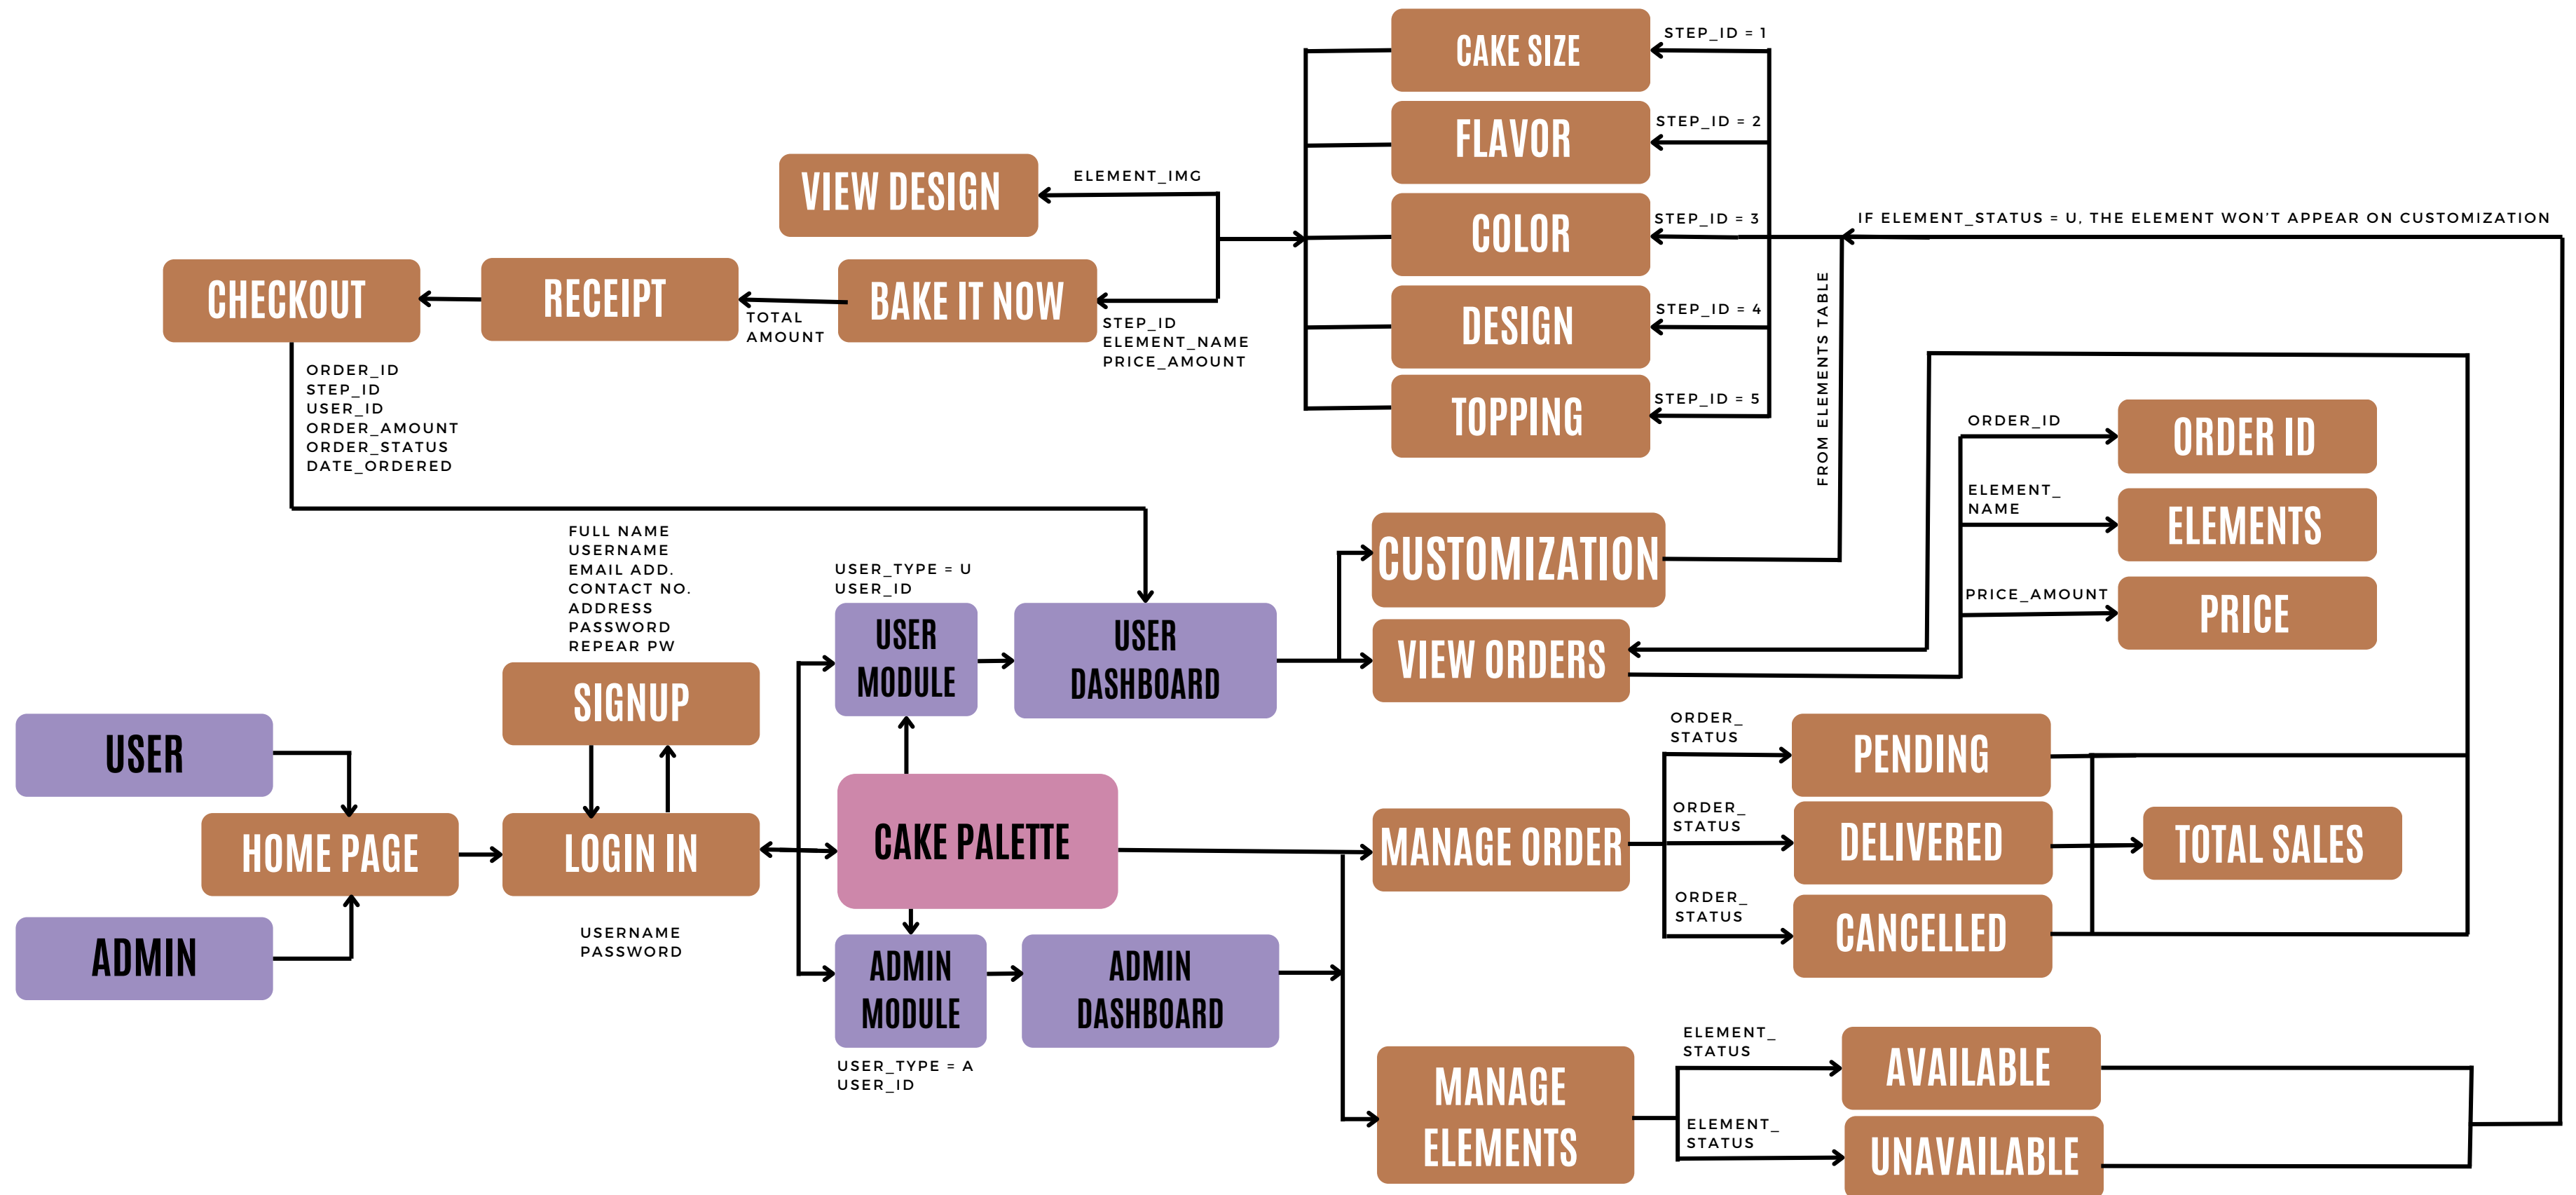 CAKE SIZE
STEP_ID = 1
FLAVOR
STEP_ID = 2
VIEW DESIGN
ELEMENT_IMG
COLOR
STEP_ID = 3
IF ELEMENT_STATUS = U, THE ELEMENT WON'T APPEAR ON CUSTOMIZATION
CHECKOUT
RECEIPT
TOTAL
AMOUNT
BAKE IT NOW
STEP_ID
ELEMENT_NAME
PRICE_AMOUNT
DESIGN
STEP_ID = 4
TOPPING
STEP_ID = 5
FROM ELEMENTS TABLE
ORDER_ID
STEP_ID
USER_ID
ORDER_AMOUNT
ORDER_STATUS
DATE_ORDERED
ORDER_ID
ORDER ID
ELEMENT_
NAME
ELEMENTS
PRICE_AMOUNT
PRICE
FULL NAME
USERNAME
EMAIL ADD.
CONTACT NO.
ADDRESS
PASSWORD
REPEAR PW
SIGNUP
USER_TYPE = U
USER_ID
USER
MODULE
USER
DASHBOARD
CUSTOMIZATION
VIEW ORDERS
USER
HOME PAGE
LOGIN IN
USERNAME
PASSWORD
ADMIN
CAKE PALETTE
MANAGE ORDER
ORDER_
STATUS
PENDING
ORDER_
STATUS
DELIVERED
TOTAL SALES
ORDER_
STATUS
CANCELLED
ADMIN
MODULE
USER_TYPE = A
USER_ID
ADMIN
DASHBOARD
MANAGE
ELEMENTS
ELEMENT_
STATUS
AVAILABLE
ELEMENT_
STATUS
UNAVAILABLE